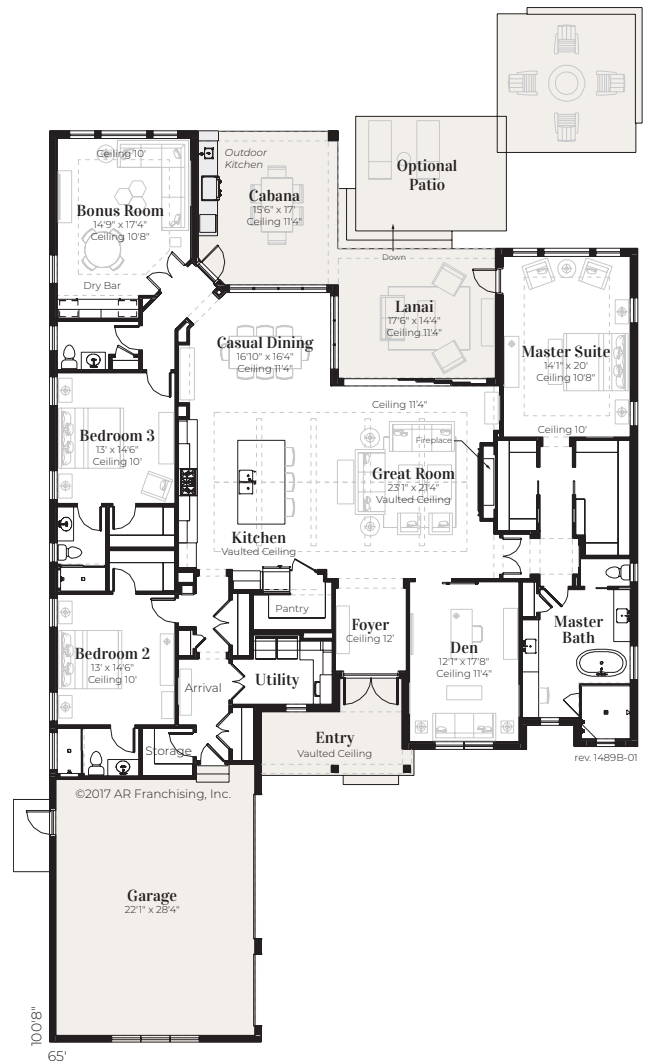 Optional
Patio
Down
Ceiling 10'
Bonus Room
14'9" x 17'4"
Ceiling 10'8"
Dry Bar
Outdoor
Kitchen
Cabana
15'6" x 17'
Ceiling 11'4"
Lanai
17'6" x 14'4"
Ceiling 11'4"
Casual Dining
16'10" x 16'4"
Ceiling 11'4"
Master Suite
14'1" x 20'
Ceiling 10'8"
Ceiling 10'
Ceiling 11'4"
Fireplace
Great Room
23'1" x 21'4"
Vaulted Ceiling
Bedroom 3
13' x 14'6"
Ceiling 10'
Kitchen
Vaulted Ceiling
Pantry
Foyer
Ceiling 12'
Den
12'1" x 17'8"
Ceiling 11'4"
Master
Bath
Bedroom 2
13' x 14'6"
Ceiling 10'
Arrival
Utility
Storage
Entry
Vaulted Ceiling
rev. 1489B-01
©2017 AR Franchising, Inc.
Garage
22'1" x 28'4"
100'8"
65'